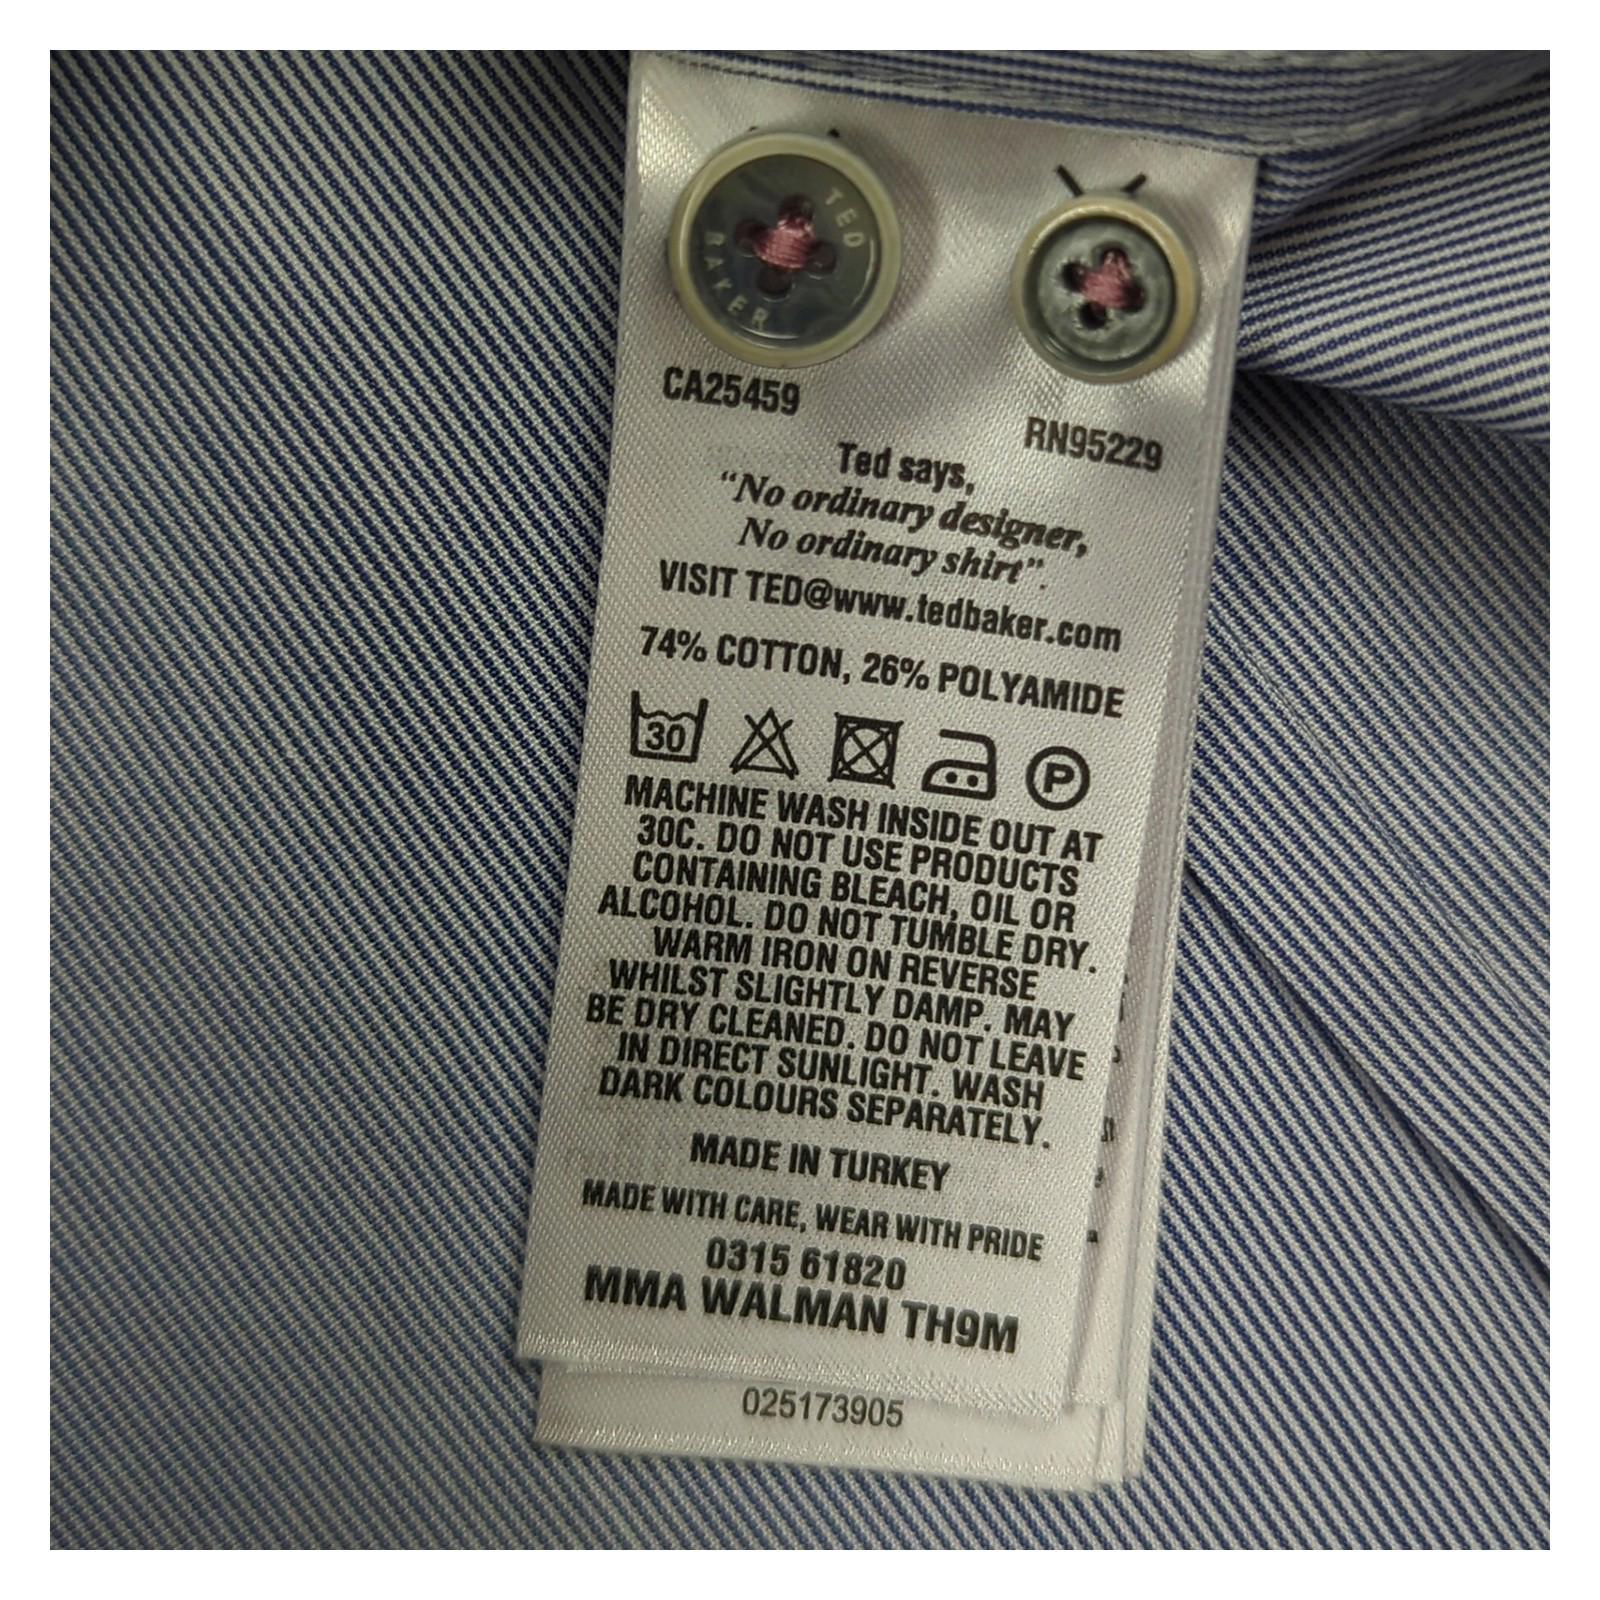 TED
BAKER
CA25459
RN95229
Ted says,
“No ordinary designer,
No ordinary shirt”.
VISIT TED@www.tedbaker.com
74% COTTON, 26% POLYAMIDE
30
P
MACHINE WASH INSIDE OUT AT
30C. DO NOT USE PRODUCTS
CONTAINING BLEACH, OIL OR
ALCOHOL. DO NOT TUMBLE DRY.
WARM IRON ON REVERSE
WHILST SLIGHTLY DAMP. MAY
BE DRY CLEANED. DO NOT LEAVE
IN DIRECT SUNLIGHT. WASH
DARK COLOURS SEPARATELY.
MADE IN TURKEY
MADE WITH CARE, WEAR WITH PRIDE
0315 61820
MMA WALMAN TH9M
025173905